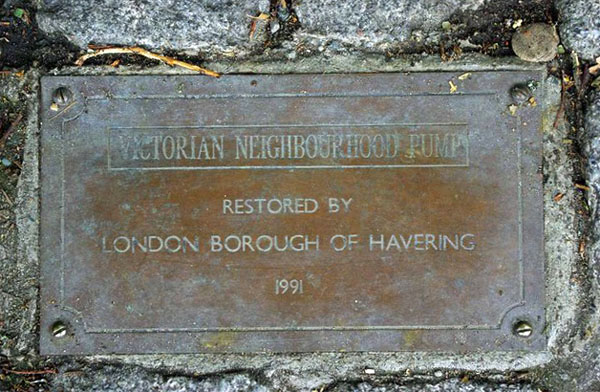 VICTORIAN NEIGHBOURHOOD PUMP
RESTORED BY
LONDON BOROUGH OF HAVERING
1991